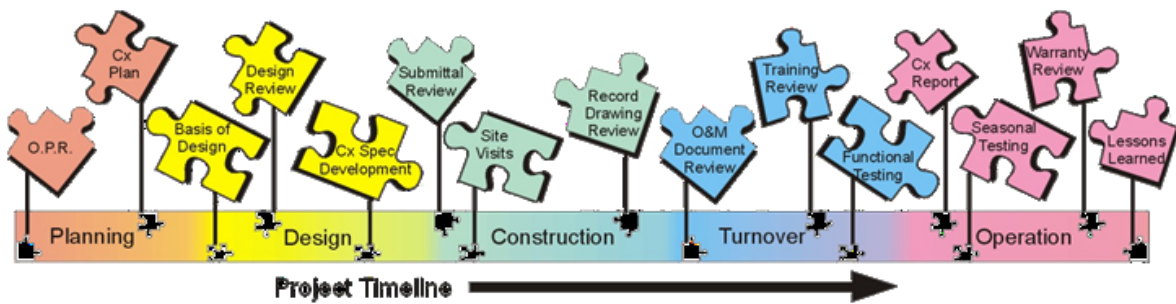 O.P.R.
Cx
Plan
Basis of
Design
Design
Review
Cx Spec
Development
Submittal
Review
Site
Visits
Record
Drawing
Review
O&M
Document
Review
Training
Review
Functional
Testing
Cx
Report
Seasonal
Testing
Warranty
Review
Lessons
Learned
Planning
Design
Construction
Turnover
Operation
Project Timeline